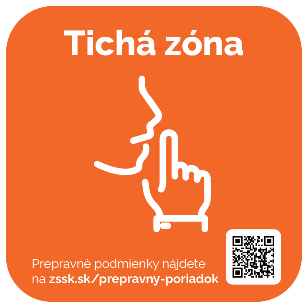 Tichá zóna
Prepravné podmienky nájdete
na zssk.sk/prepravny-poriadok